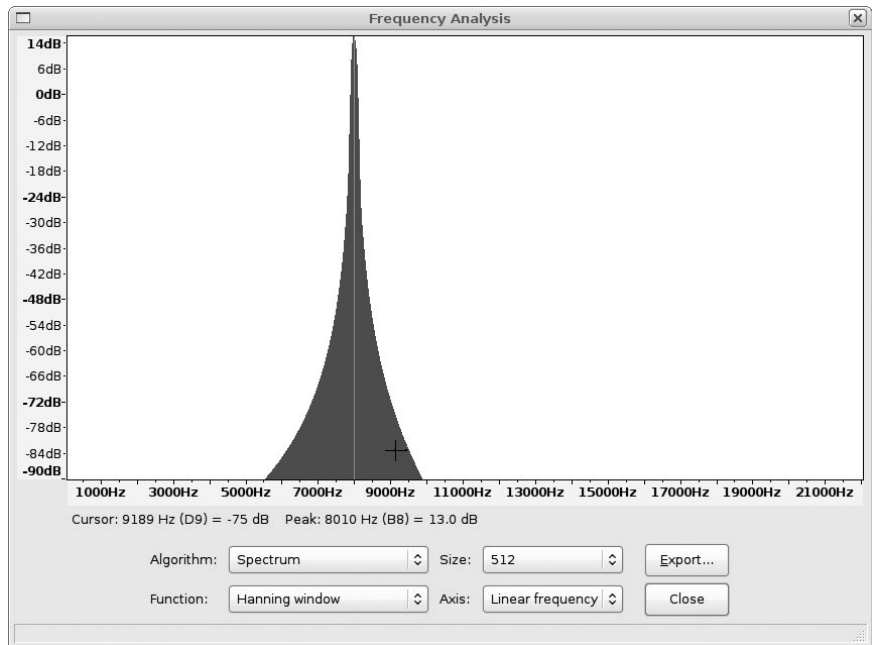 Frequency Analysis
14dB
6dB
0dB
-6dB
-12dB
-18dB
-24dB
-30dB
-36dB
-42dB
-48dB
-54dB
-60dB
-66dB
-72dB
-78dB
-84dB
-90dB
1000Hz 3000Hz 5000Hz 7000Hz 9000Hz 11000Hz 13000Hz 15000Hz 17000Hz 19000Hz 21000Hz
Cursor: 9189 Hz (D9) = -75 dB Peak: 8010 Hz (B8) = 13.0 dB
Algorithm: Spectrum Size: 512 Export...
Function: Hanning window Axis: Linear frequency Close